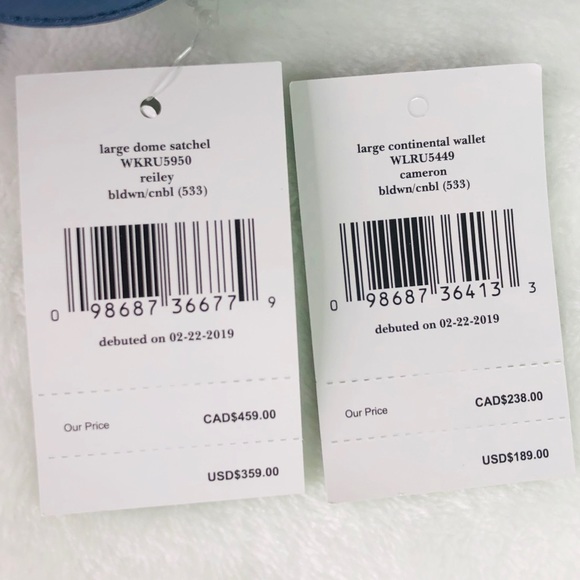 large dome satchel
WKRU5950
reiley
bldwn/cnbl (533)
0 98687 36677 9
debuted on 02-22-2019
Our Price CAD$459.00
USD$359.00
large continental wallet
WLRU5449
cameron
bldwn/cnbl (533)
0 98687 36413 3
debuted on 02-22-2019
Our Price CAD$238.00
USD$189.00